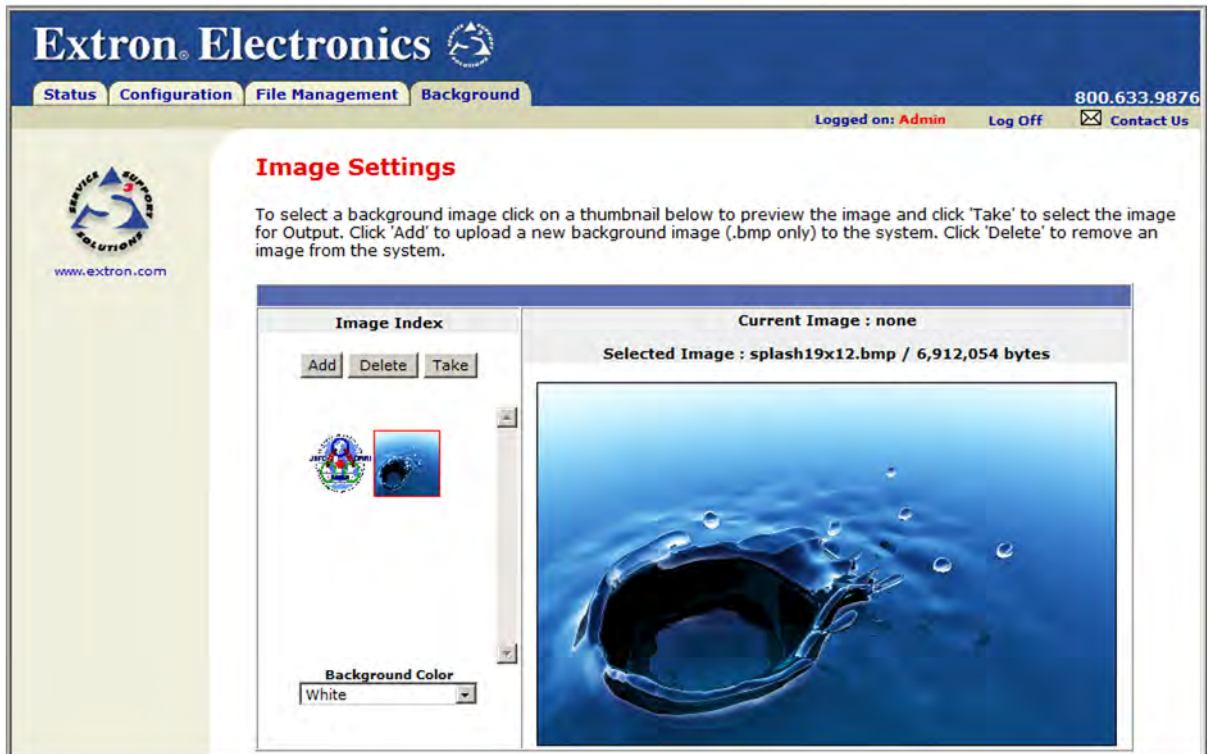 Extron® Electronics
Status Configuration File Management Background
800.633.9876
Logged on: Admin Log Off Contact Us
SERVICE SUPPORT SOLUTIONS
3
S
www.extron.com
Image Settings
To select a background image click on a thumbnail below to preview the image and click 'Take' to select the image
for Output. Click 'Add' to upload a new background image (.bmp only) to the system. Click 'Delete' to remove an
image from the system.
Image Index
Add Delete Take
Background Color
White
Current Image : none
Selected Image : splash19x12.bmp / 6,912,054 bytes